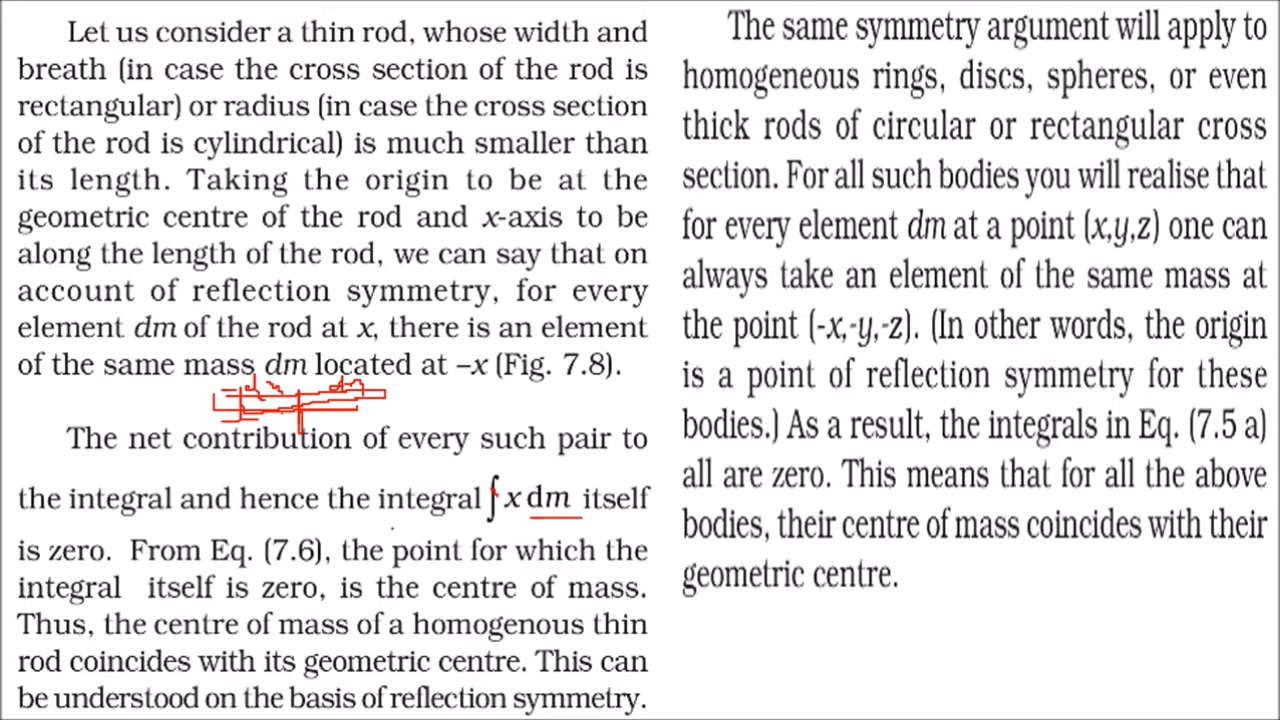 Let us consider a thin rod, whose width and
breath (in case the cross section of the rod is
rectangular) or radius (in case the cross section
of the rod is cylindrical) is much smaller than
its length. Taking the origin to be at the
geometric centre of the rod and x-axis to be
along the length of the rod, we can say that on
account of reflection symmetry, for every
element dm of the rod at x, there is an element
of the same mass dm located at –x (Fig. 7.8).
The net contribution of every such pair to
the integral and hence the integral ∫ x dm itself
is zero. From Eq. (7.6), the point for which the
integral itself is zero, is the centre of mass.
Thus, the centre of mass of a homogenous thin
rod coincides with its geometric centre. This can
be understood on the basis of reflection symmetry.
The same symmetry argument will apply to
homogeneous rings, discs, spheres, or even
thick rods of circular or rectangular cross
section. For all such bodies you will realise that
for every element dm at a point (x,y,z) one can
always take an element of the same mass at
the point (-x,-y,-z). (In other words, the origin
is a point of reflection symmetry for these
bodies.) As a result, the integrals in Eq. (7.5 a)
all are zero. This means that for all the above
bodies, their centre of mass coincides with their
geometric centre.